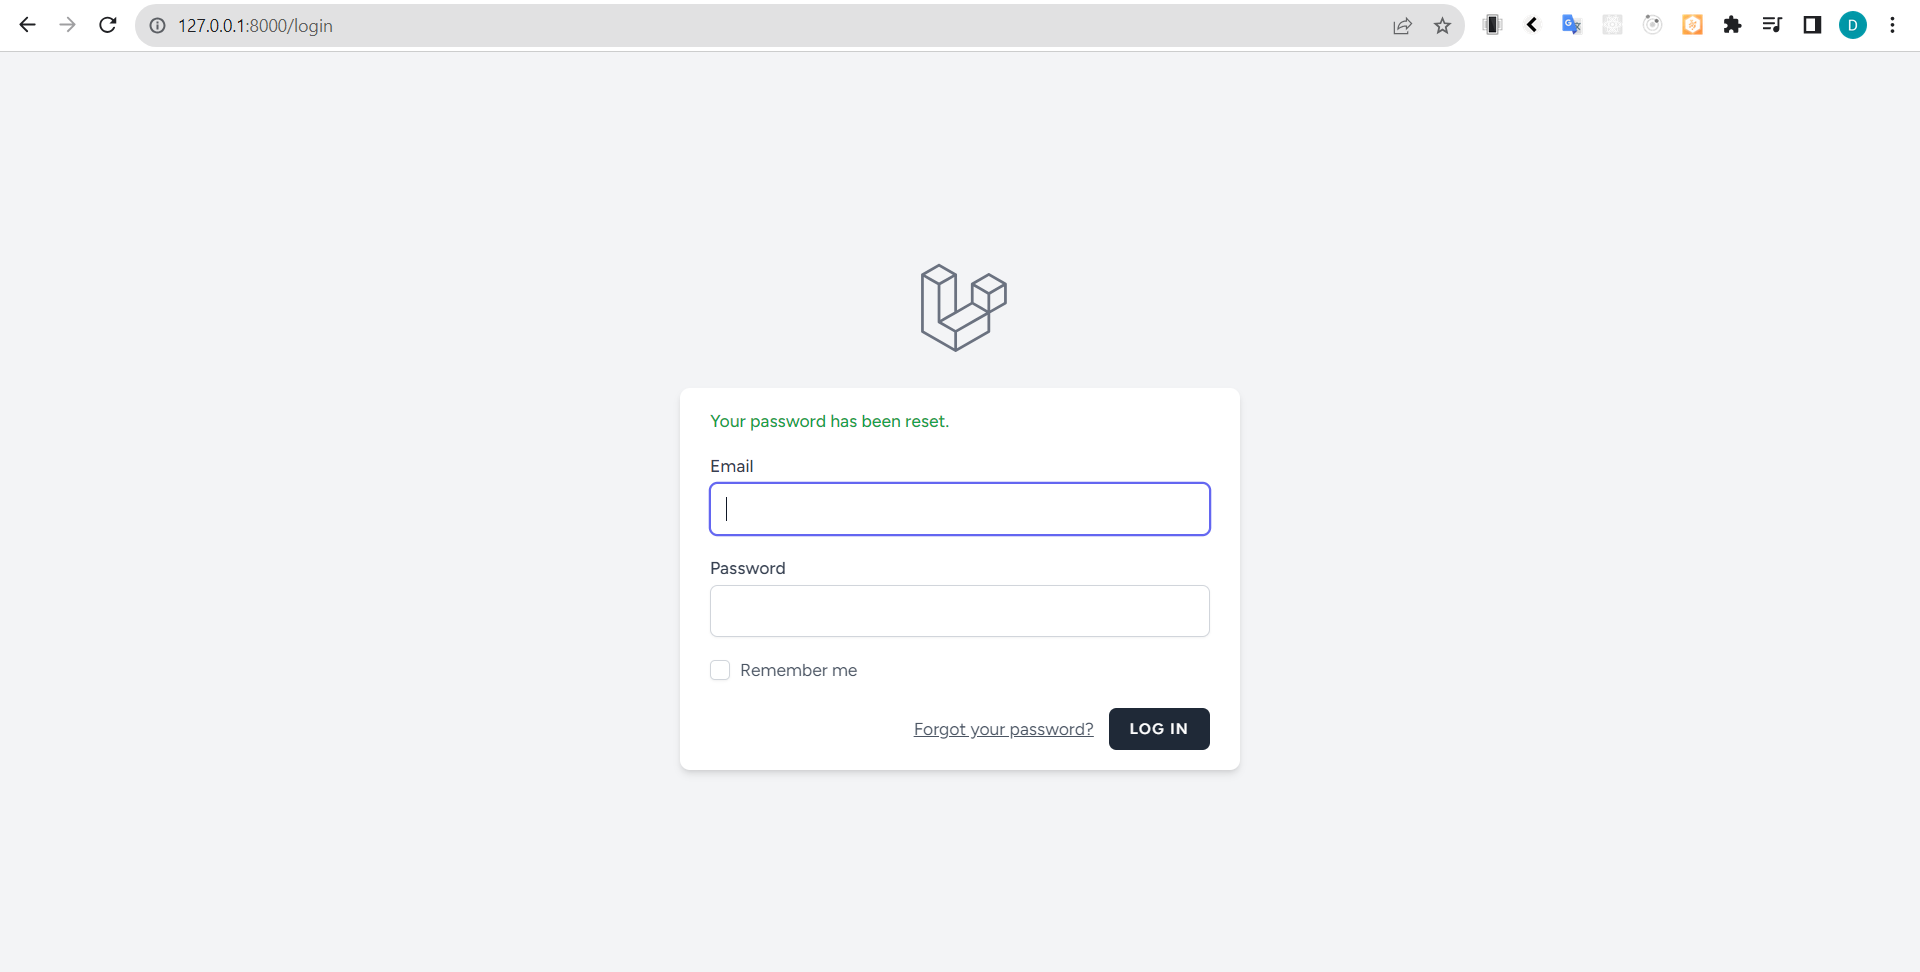 127.0.0.1:8000/login
D
Your password has been reset.
Email
Password
Remember me
Forgot your password? LOG IN